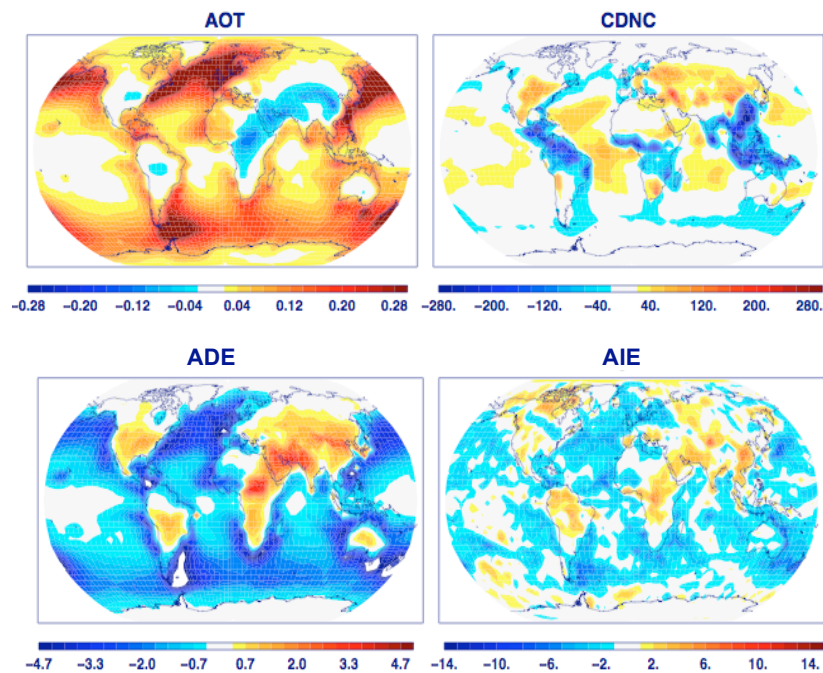 AOT CDNC
−0.28 −0.20 −0.12 −0.04 0.04 0.12 0.20 0.28 −280. −200. −120. −40 40. 120. 200. 280.
ADE AIE
−4.7 −3.3 −2.0 −0.7 0.7 2.0 3.3 4.7 −14. −10. −6. −2. 2. 6. 10. 14.